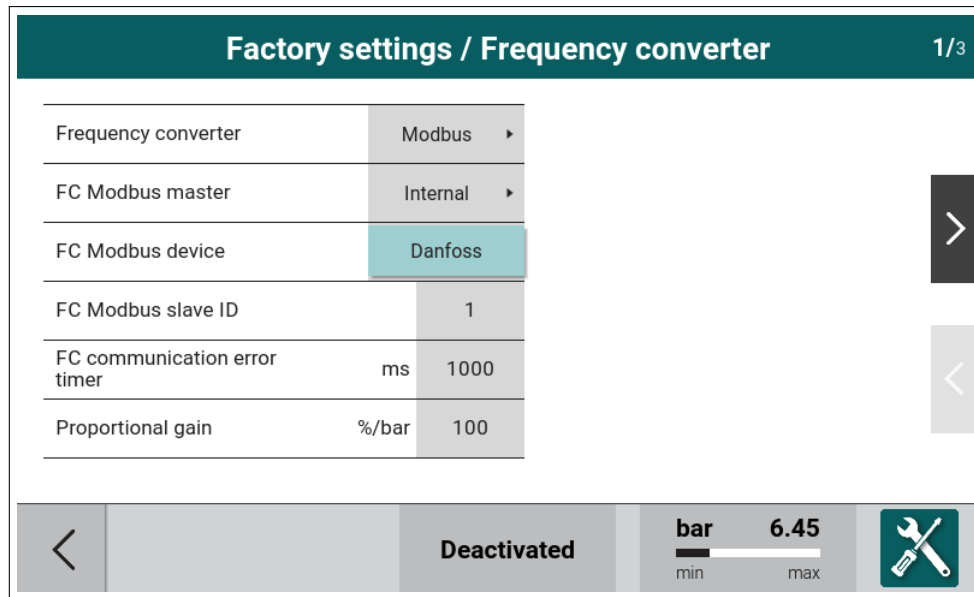 Factory settings / Frequency converter 1/3
Frequency converter Modbus
FC Modbus master Internal
FC Modbus device Danfoss
FC Modbus slave ID 1
FC communication error
timer ms 1000
Proportional gain %/bar 100
Deactivated
bar 6.45
min max